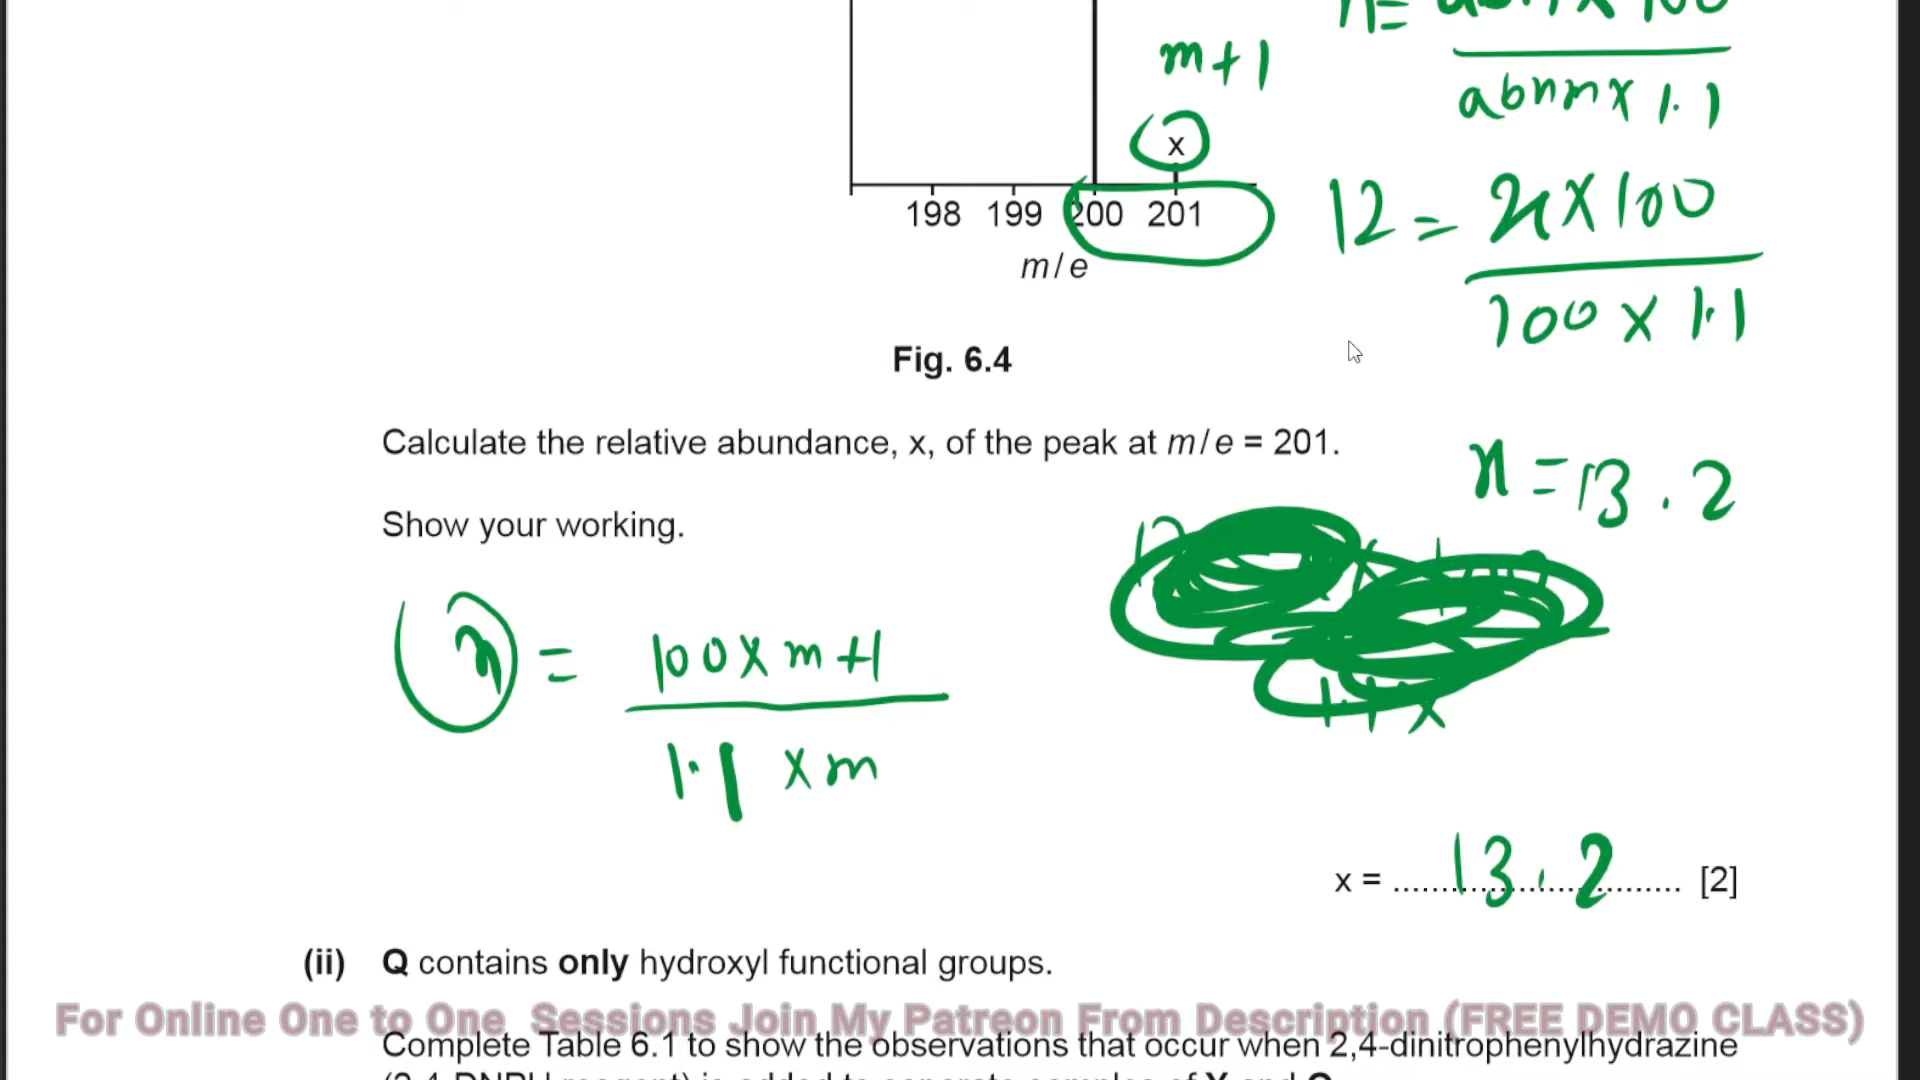 m+1
abnm x 1.1
x
12 = x X 100
100 x 1.1
198 199 200 201
m/e
Fig. 6.4
Calculate the relative abundance, x, of the peak at m/e = 201.
x = 13.2
Show your working.
n = 100 x m+1
1.1 x m
x = .............................. [2]
13.2
(ii) Q contains only hydroxyl functional groups.
For Online One to One Sessions Join My Patreon From Description (FREE DEMO CLASS)
Complete Table 6.1 to show the observations that occur when 2,4-dinitrophenylhydrazine